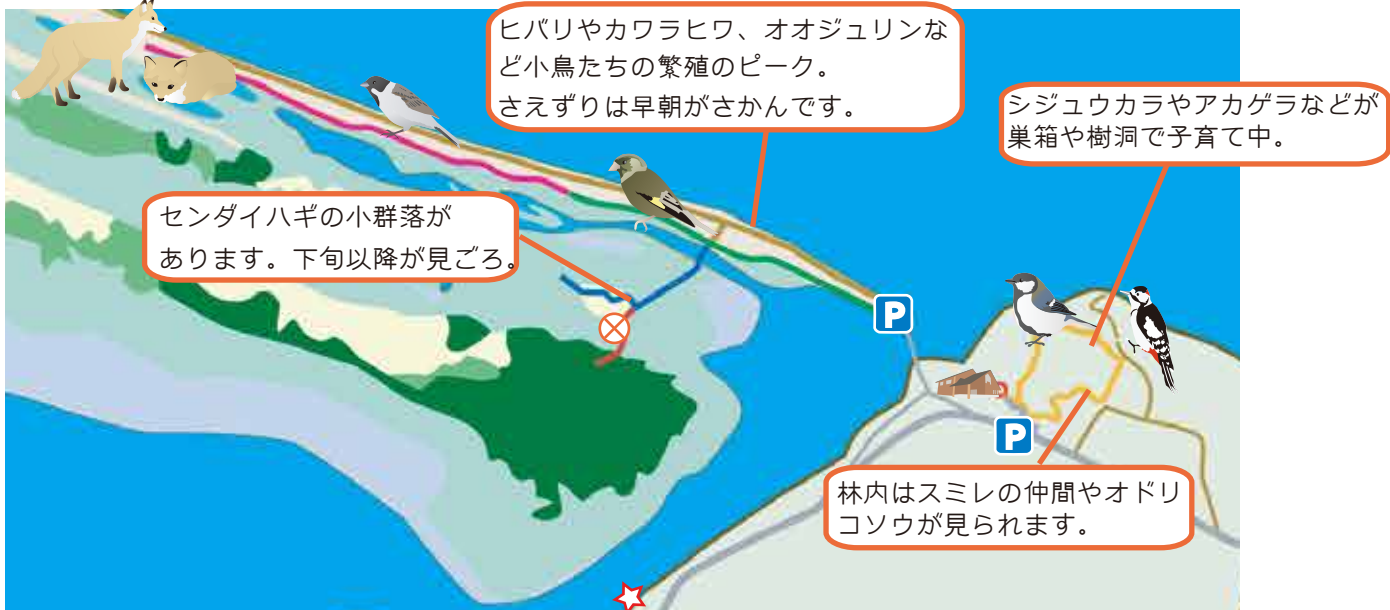 ヒバリやカワラヒワ、オオジュリンな
ど小鳥たちの繁殖のピーク。
さえずりは早朝がさかんです。
シジュウカラやアカゲラなどが
巣箱や樹洞で子育て中。
センダイハギの小群落が
あります。下旬以降が見ごろ。
P
P
林内はスミレの仲間やオドリ
コソウが見られます。